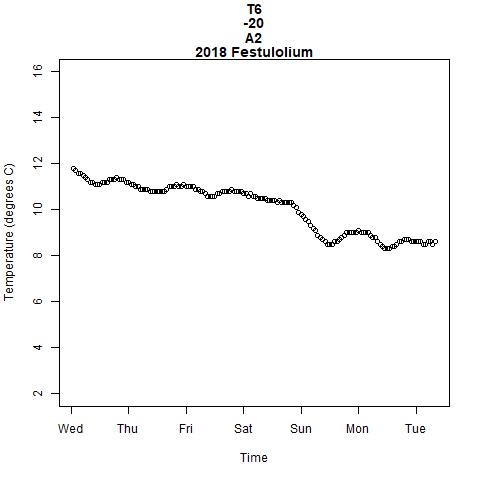 T6
-20
A2
2018 Festulolium
16
14
12
10
8
6
4
2
Temperature (degrees C)
Wed Thu Fri Sat Sun Mon Tue
Time